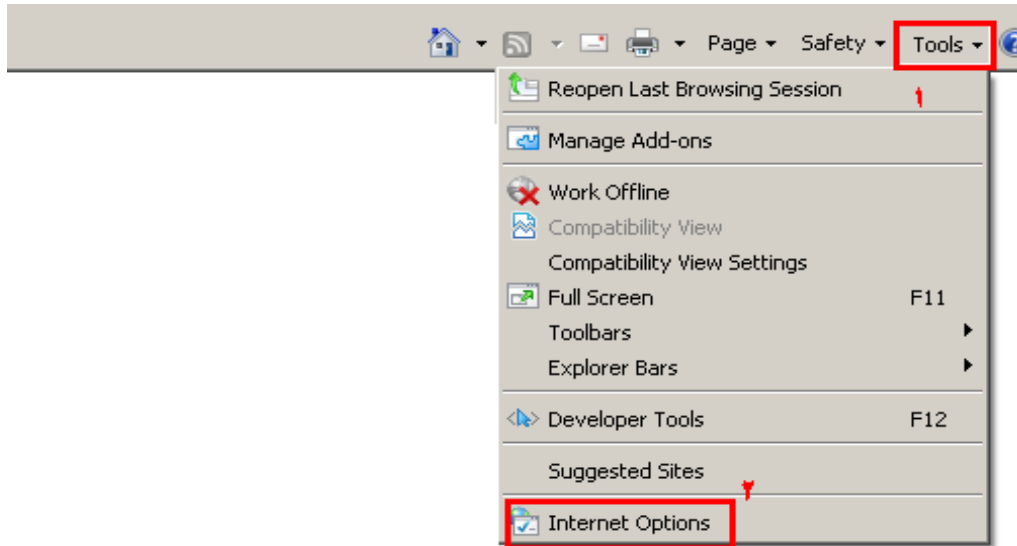 Page Safety Tools
Reopen Last Browsing Session
۱
Manage Add-ons
Work Offline
Compatibility View
Compatibility View Settings
Full Screen F11
Toolbars
Explorer Bars
Developer Tools F12
Suggested Sites
۲
Internet Options